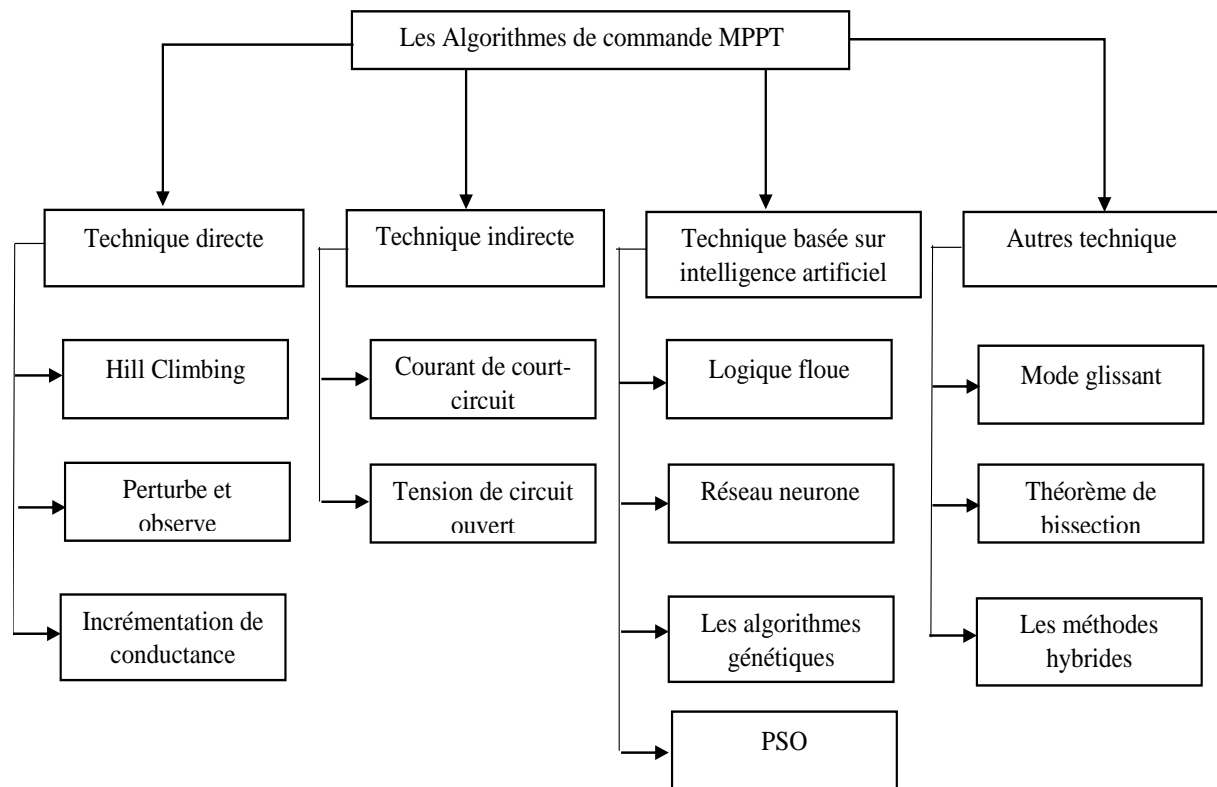 Les Algorithmes de commande MPPT
Technique directe
Technique indirecte
Technique basée sur
intelligence artificiel
Autres technique
Hill Climbing
Courant de court-
circuit
Logique floue
Mode glissant
Perturbe et
observe
Tension de circuit
ouvert
Réseau neurone
Théorème de
bissection
Incrémentation de
conductance
Les algorithmes
génétiques
Les méthodes
hybrides
PSO